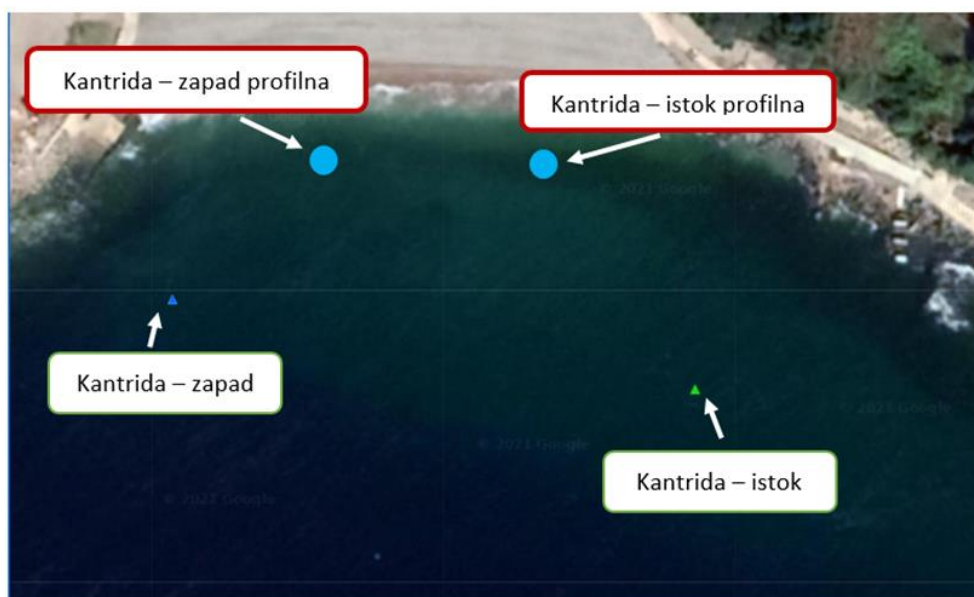 Kantrida – zapad profilna
Kantrida – istok profilna
© 2021 Google
Kantrida – zapad
© 2021 Google
© 2021 Google
Kantrida – istok
© 2021 Google